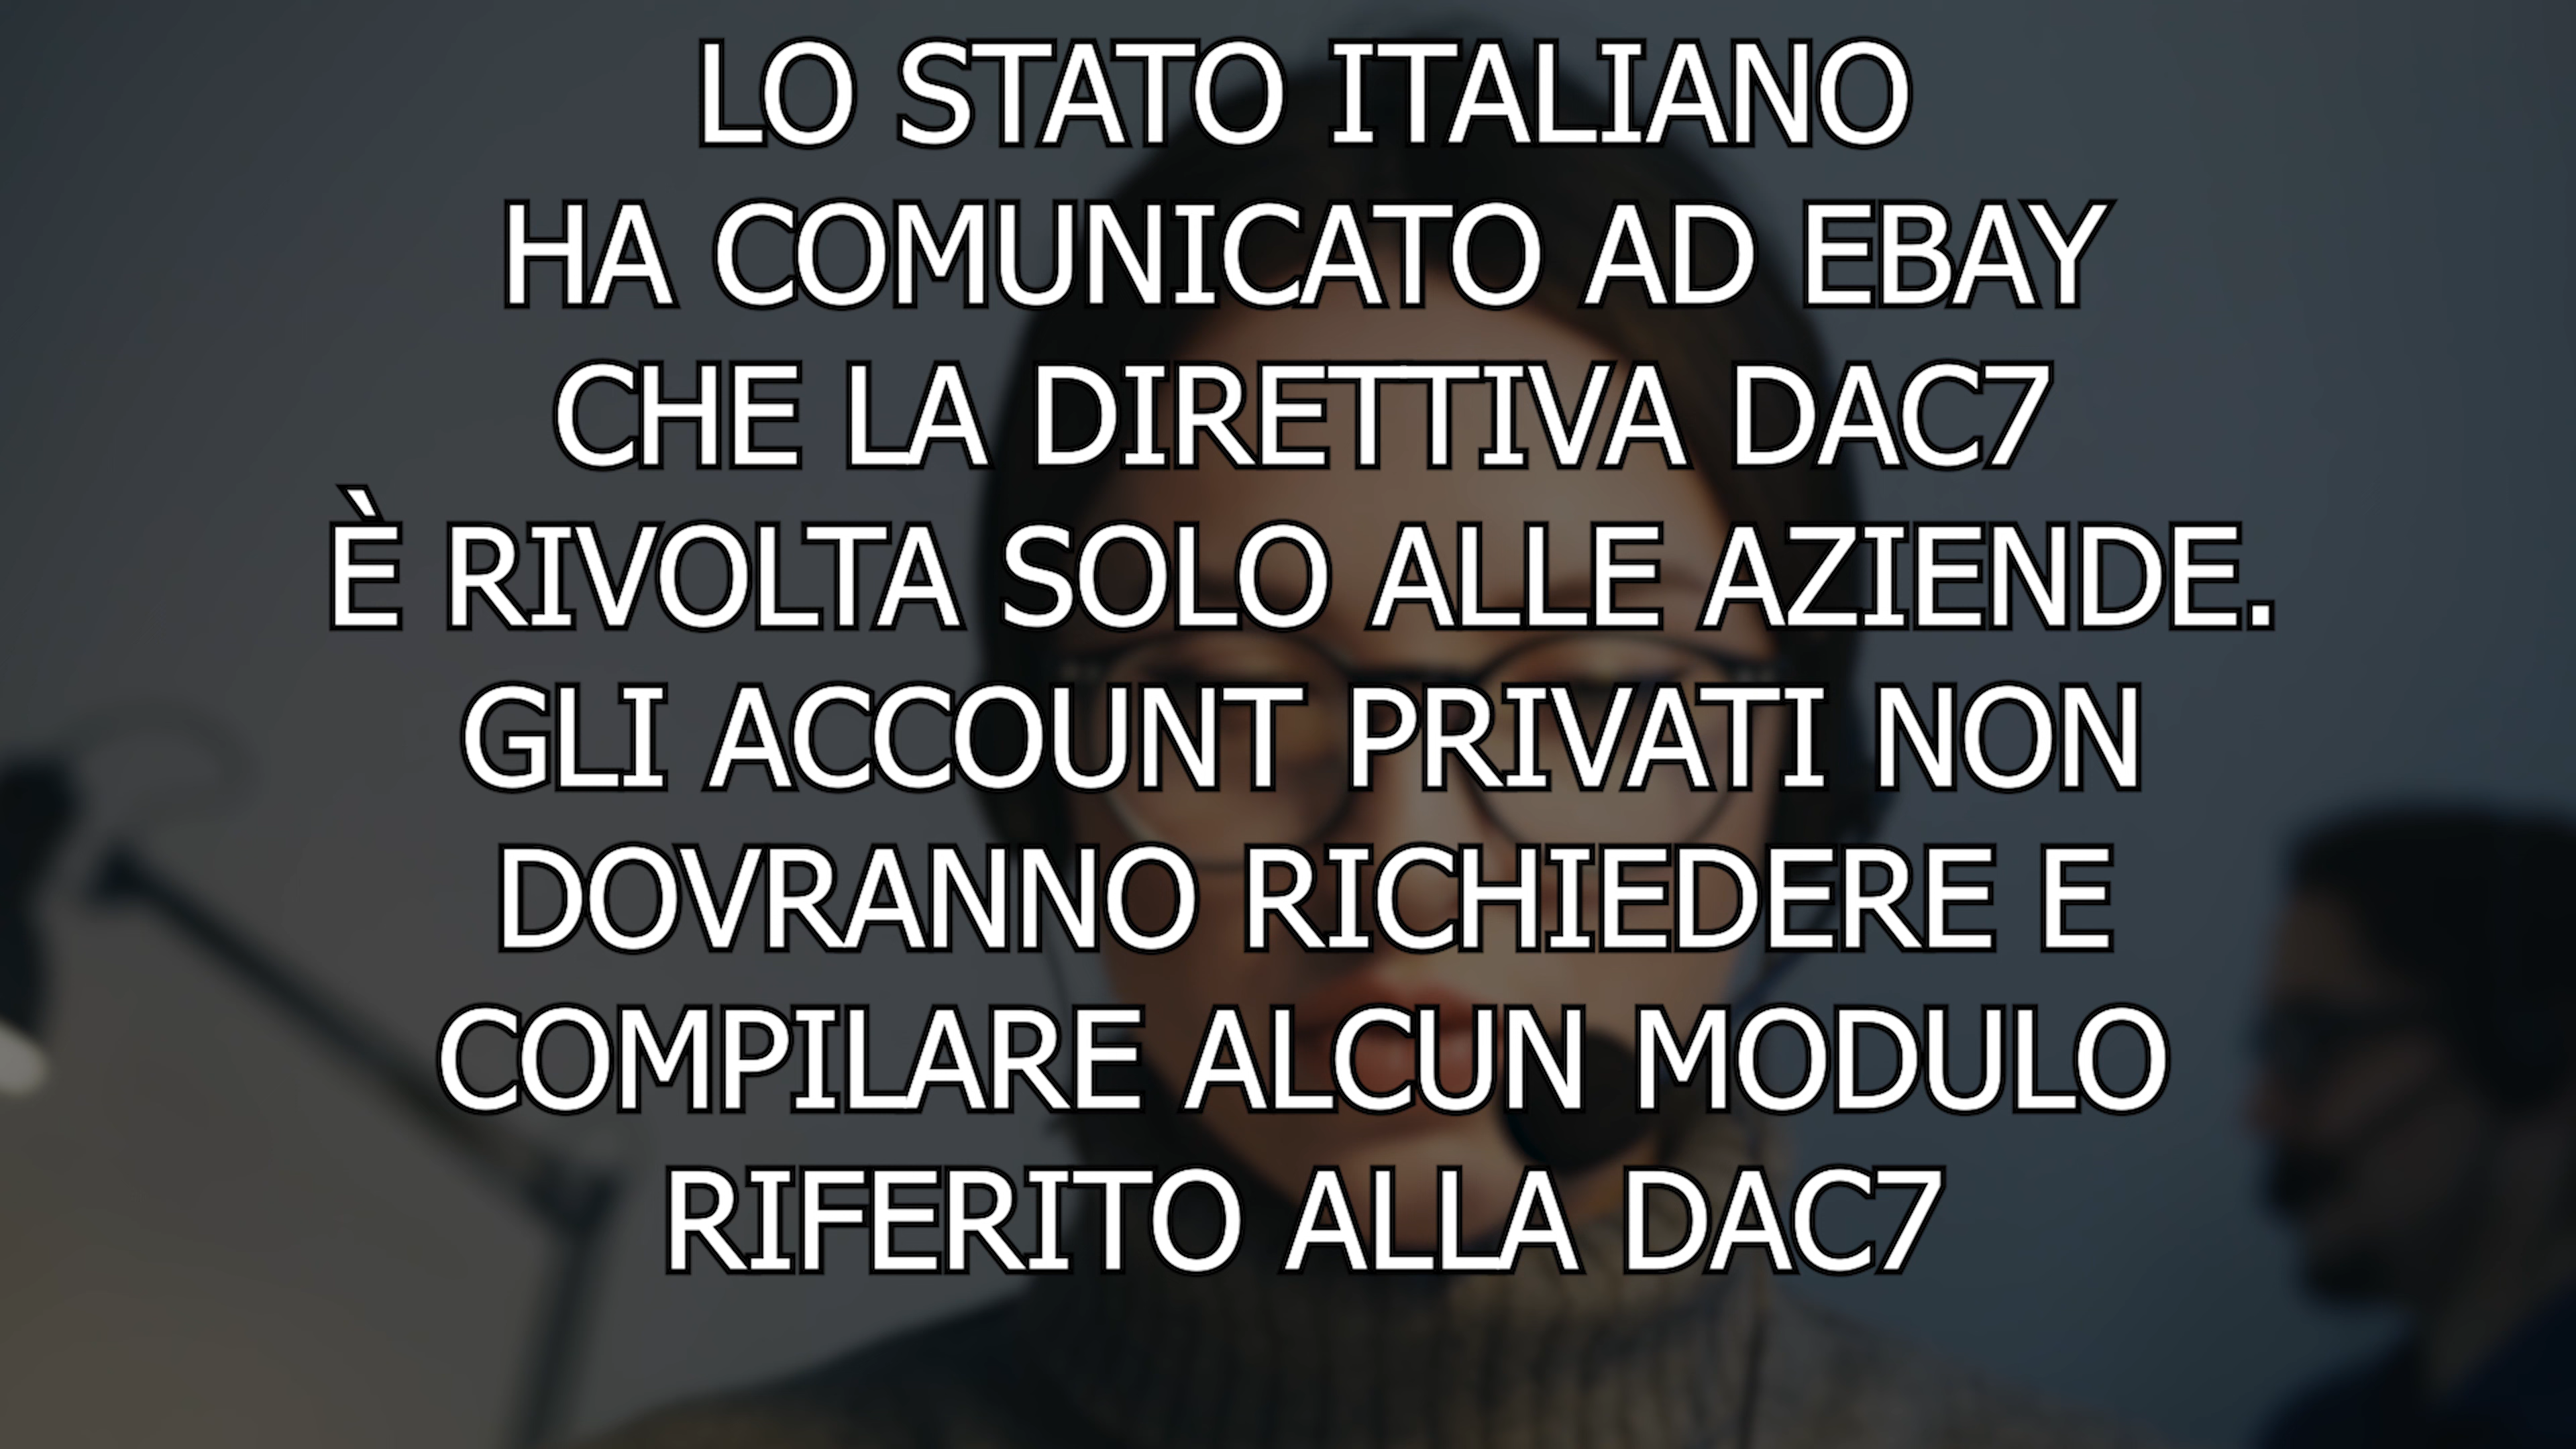 LO STATO ITALIANO
HA COMUNICATO AD EBAY
CHE LA DIRETTIVA DAC7
È RIVOLTA SOLO ALLE AZIENDE.
GLI ACCOUNT PRIVATI NON
DOVRANNO RICHIEDERE E
COMPILARE ALCUN MODULO
RIFERITO ALLA DAC7